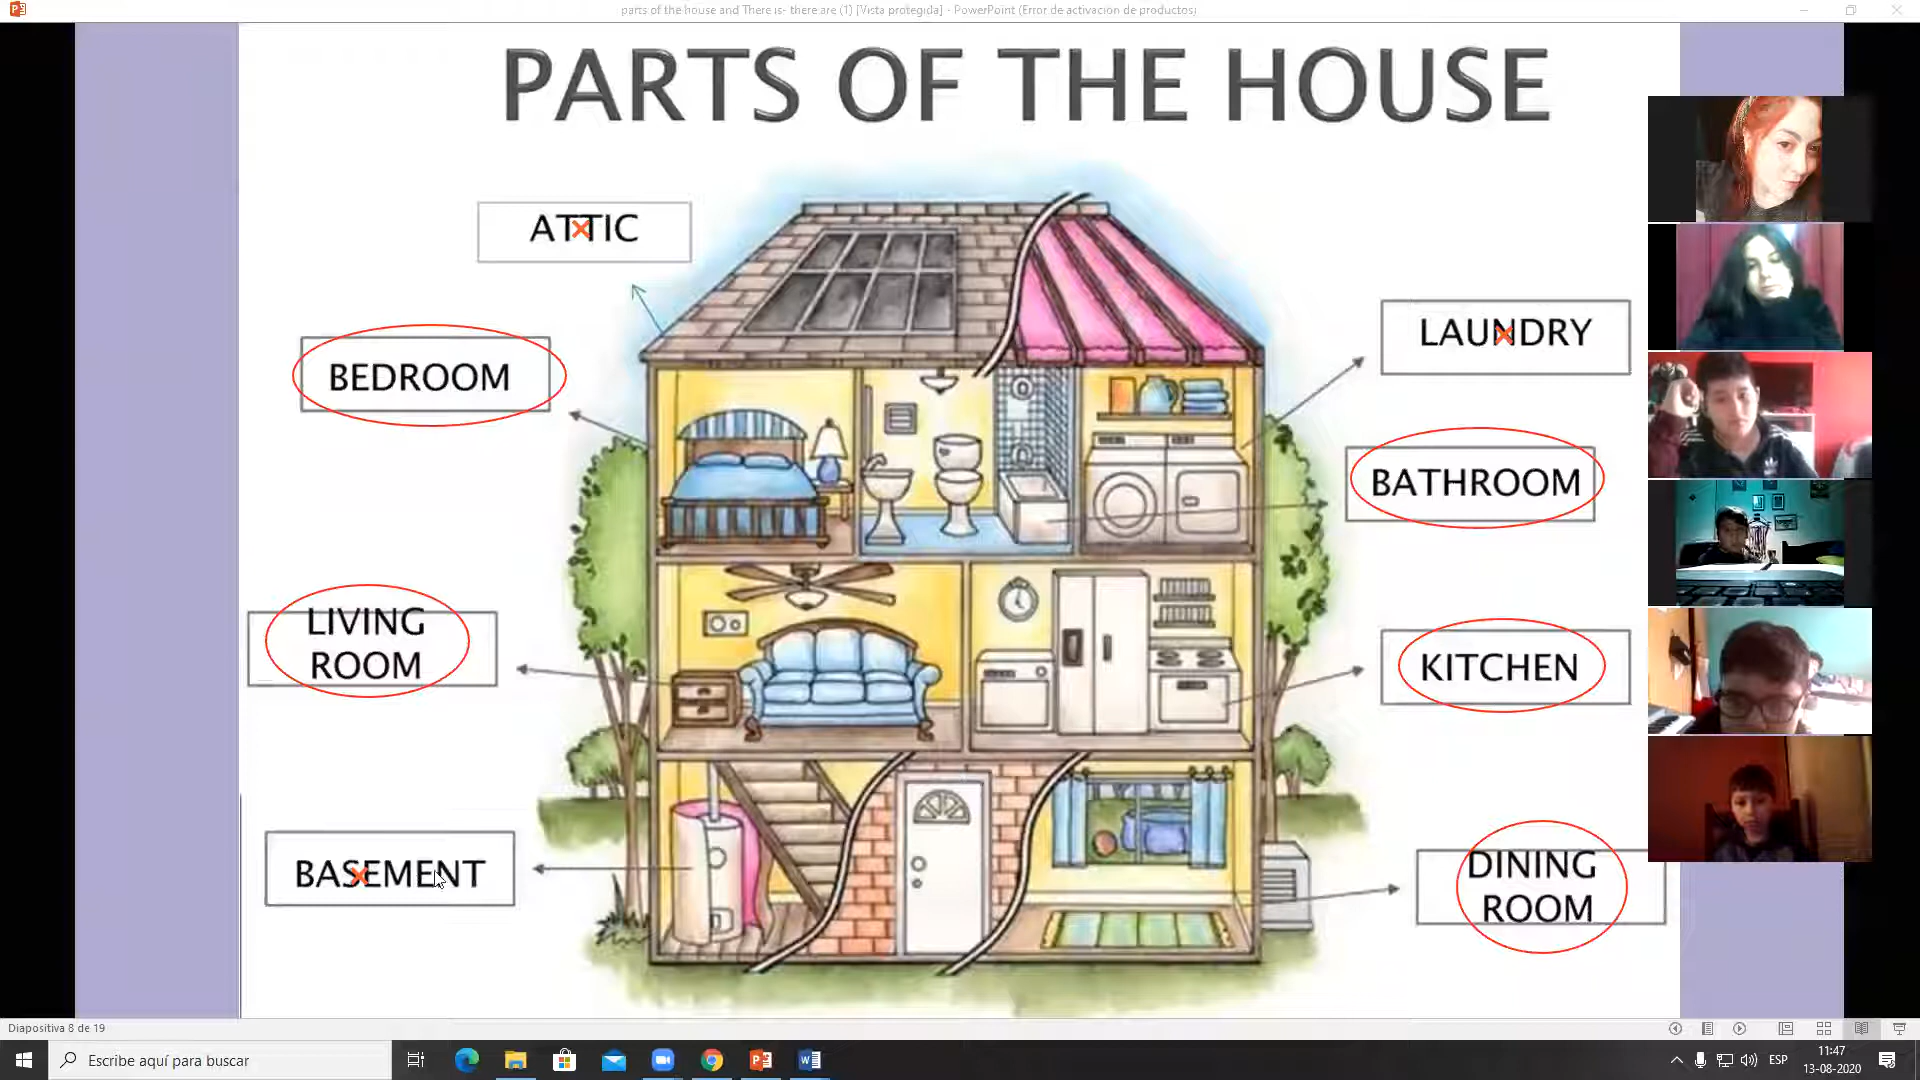 parts of the house and There is- there are (1) [Vista protegida] - PowerPoint (Error de activación de productos)
PARTS OF THE HOUSE
ATTIC
LAUNDRY
BEDROOM
BATHROOM
LIVING
ROOM
KITCHEN
BASEMENT
DINING
ROOM
Diapositiva 8 de 19
Escribe aquí para buscar
ESP
11:47
13-08-2020